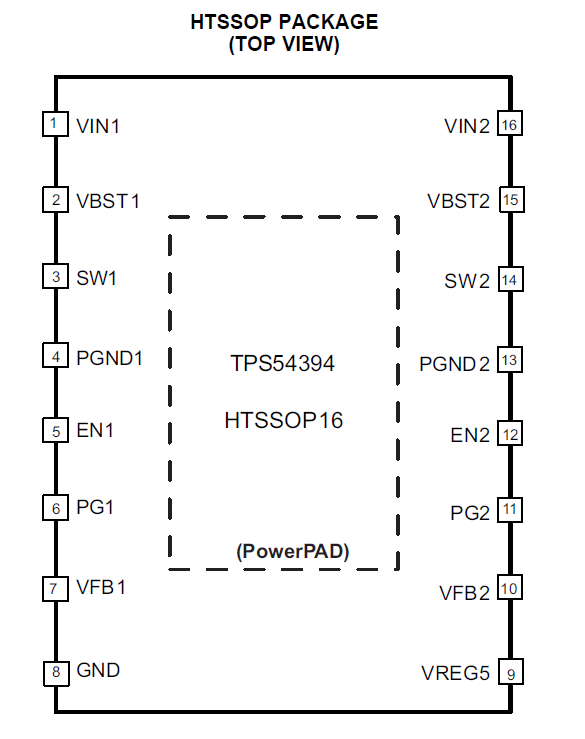 HTSSOP PACKAGE
(TOP VIEW)
1 VIN1 VIN2 16
2 VBST1 VBST2 15
3 SW1 SW2 14
4 PGND1 PGND2 13
TPS54394
HTSSOP16
5 EN1 EN2 12
6 PG1 PG2 11
(PowerPAD)
7 VFB1 VFB2 10
8 GND VREG5 9